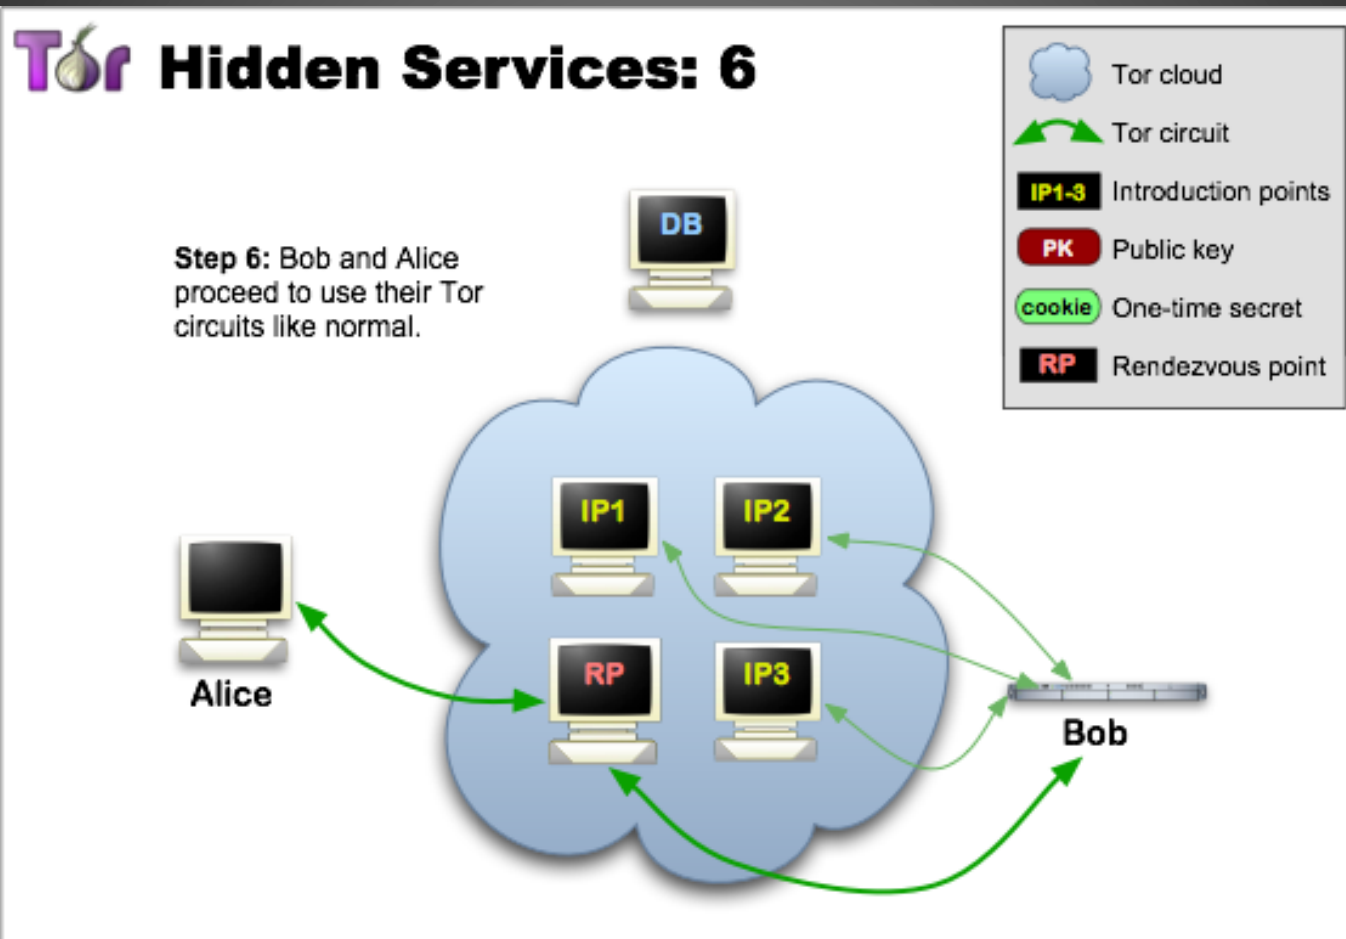 Tor Hidden Services: 6
Tor cloud
Tor circuit
IP1-3 Introduction points
PK Public key
cookie One-time secret
RP Rendezvous point
DB
Step 6: Bob and Alice
proceed to use their Tor
circuits like normal.
IP1 IP2
RP IP3
Alice
Bob